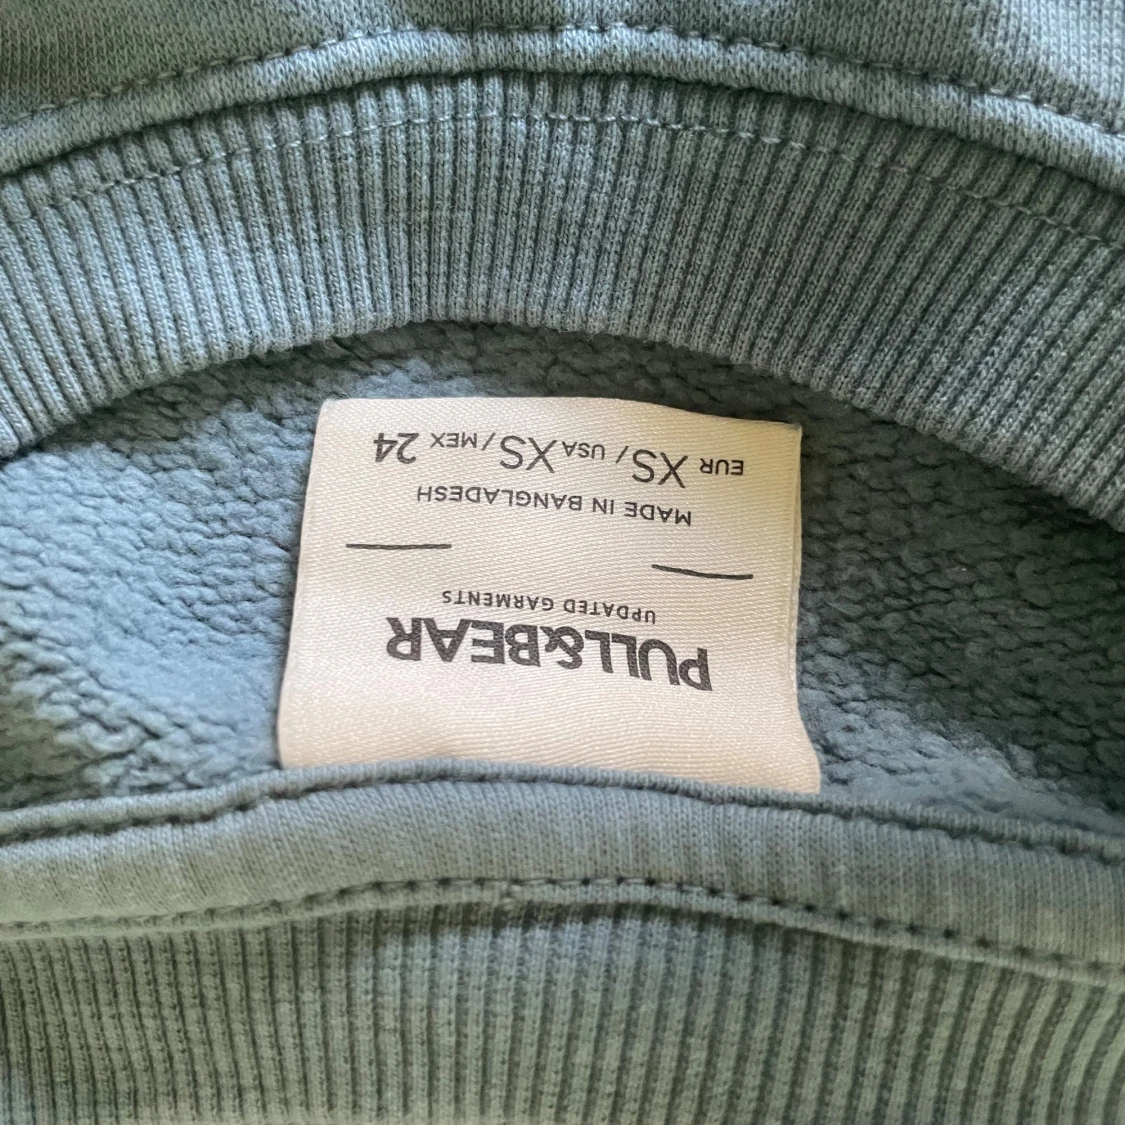 PULL&BEAR
UPDATED GARMENTS
MADE IN BANGLADESH
EUR XS / USA XS / MEX 24